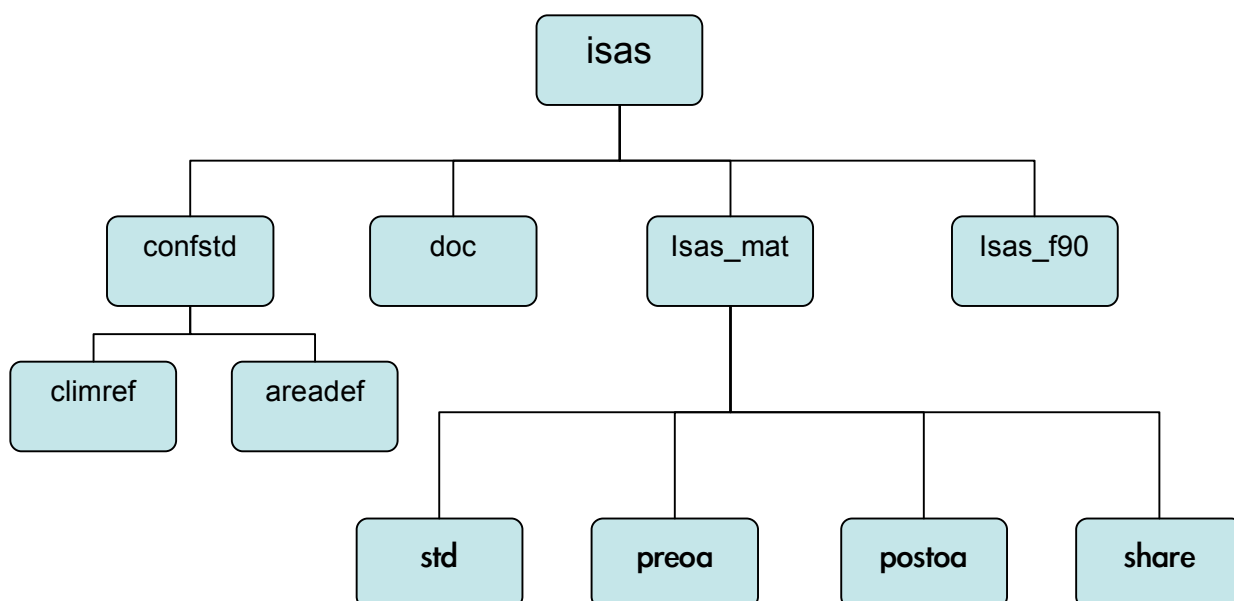 isas
confstd
doc
Isas_mat
Isas_f90
climref
areadef
std
preoa
postoa
share